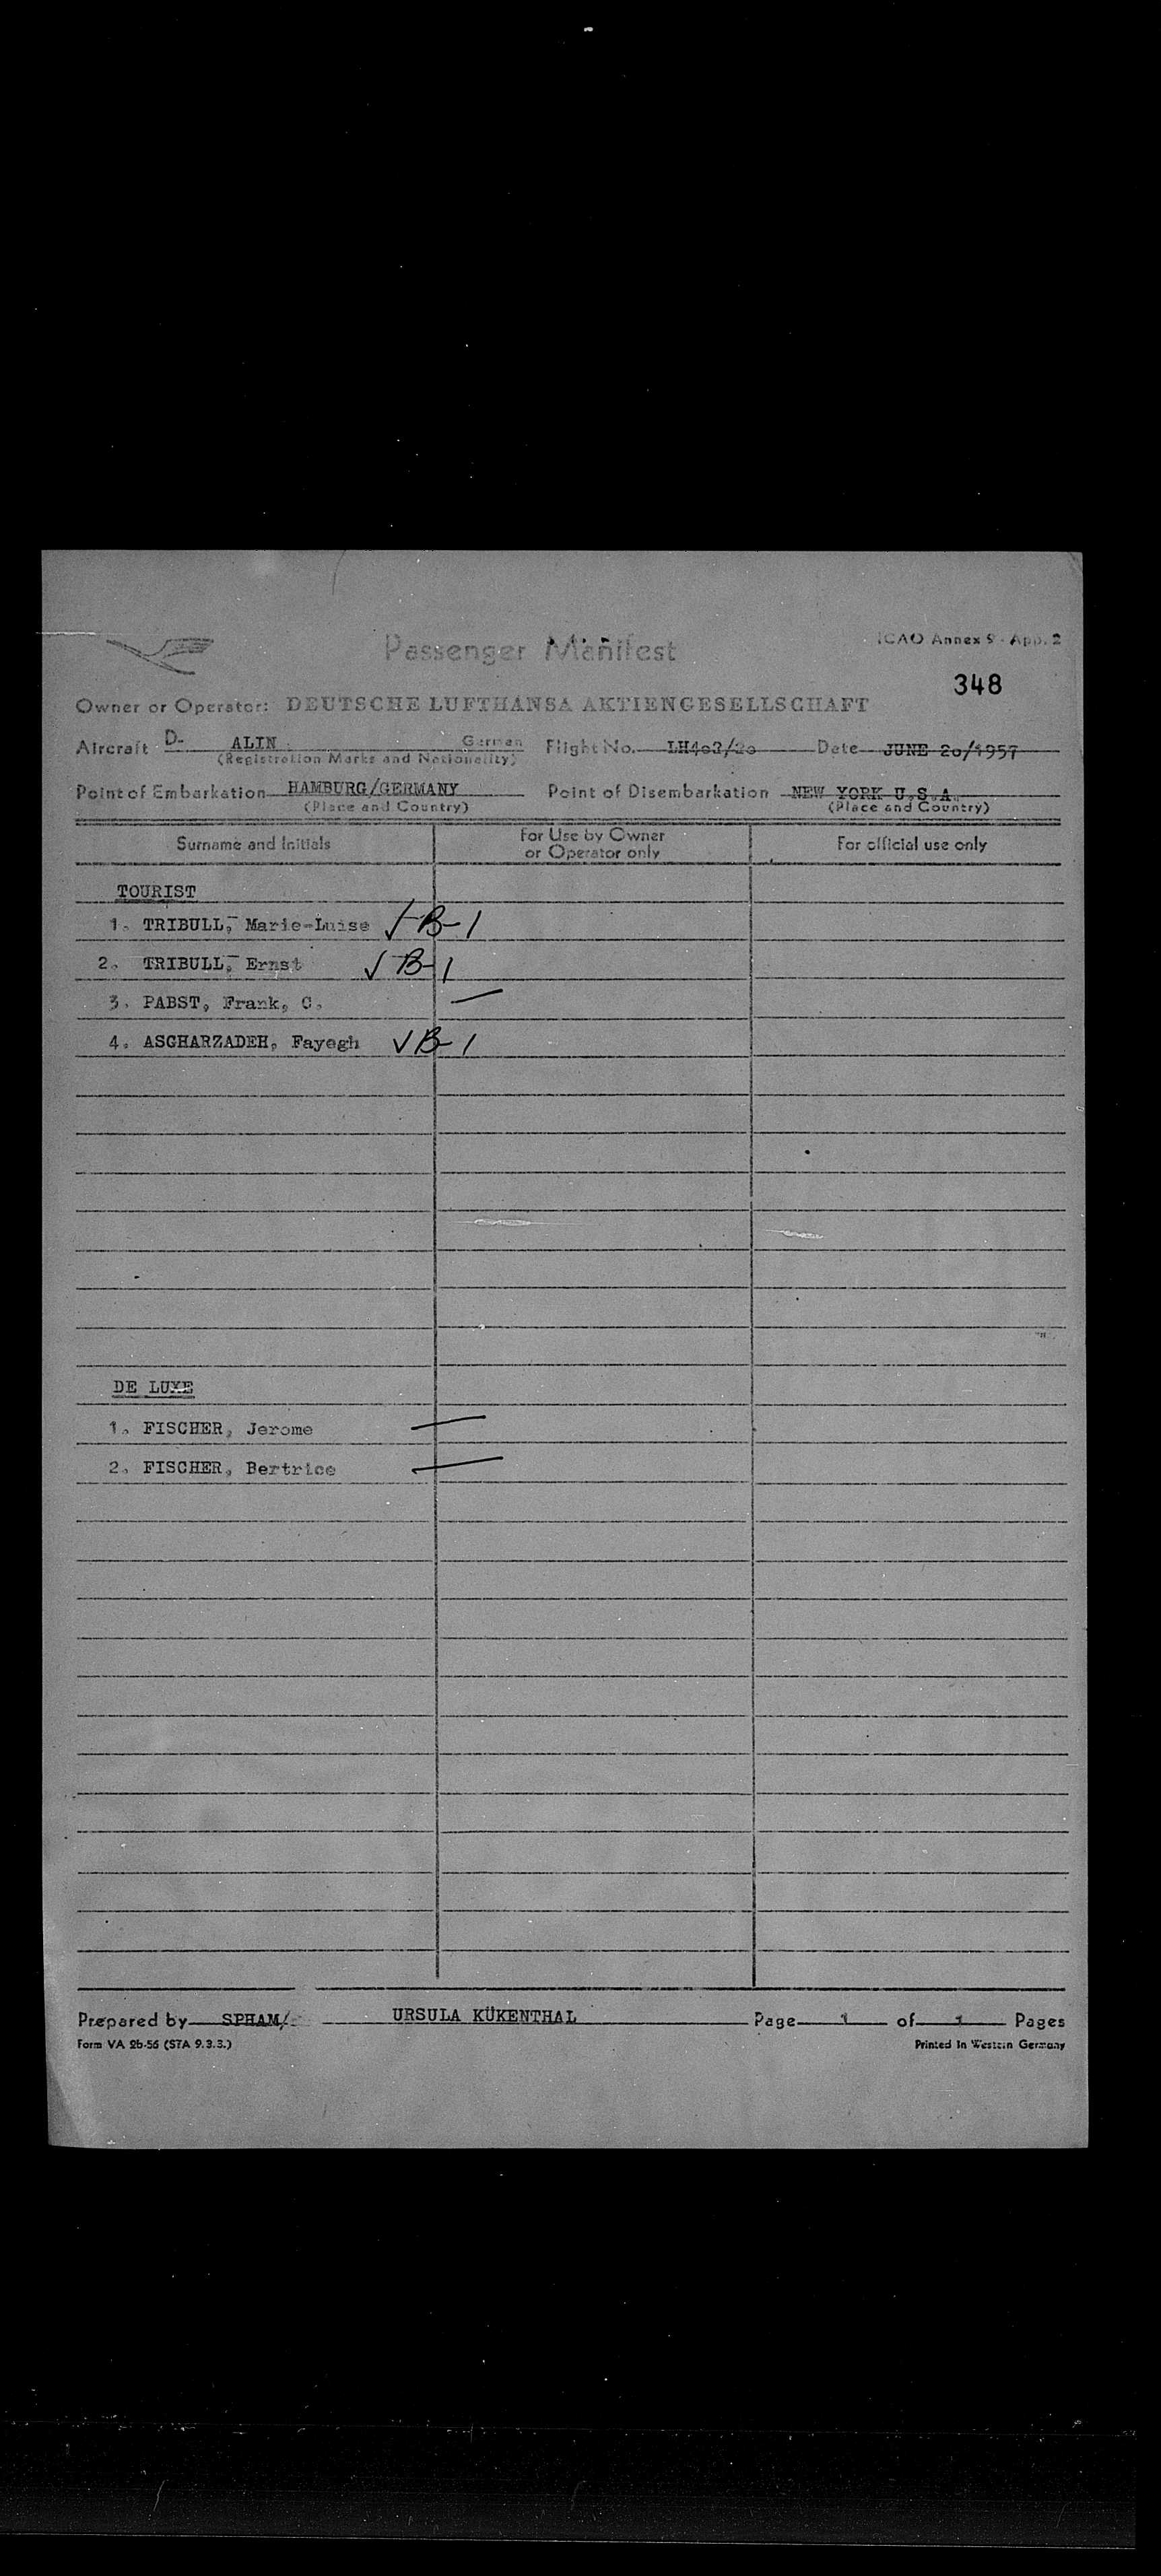 Passenger Manifest
ICAO Annex 9 - App. 2
348
Owner or Operator: DEUTSCHE LUFTHANSA AKTIENGESELLSCHAFT
Aircraft D- ALIN German Flight No. LH403/20 Date JUNE 20/1957
(Registration Marks and Nationality)
Point of Embarkation HAMBURG/GERMANY Point of Disembarkation NEW YORK U.S.A.
(Place and Country) (Place and Country)
Surname and Initials For Use by Owner or Operator only For official use only
TOURIST
1. TRIBULL, Marie-Luise √ B-1
2. TRIBULL, Ernst √ B-1
3. PABST, Frank, C. —
4. ASGHARZADEH, Fayegh √ B-1
DE LUXE
1. FISCHER, Jerome —
2. FISCHER, Bertrice —
Prepared by SPHAM/ URSULA KÜKENTHAL Page 1 of 1 Pages
Form VA 2b-56 (STA 9.3.3.) Printed in Western Germany